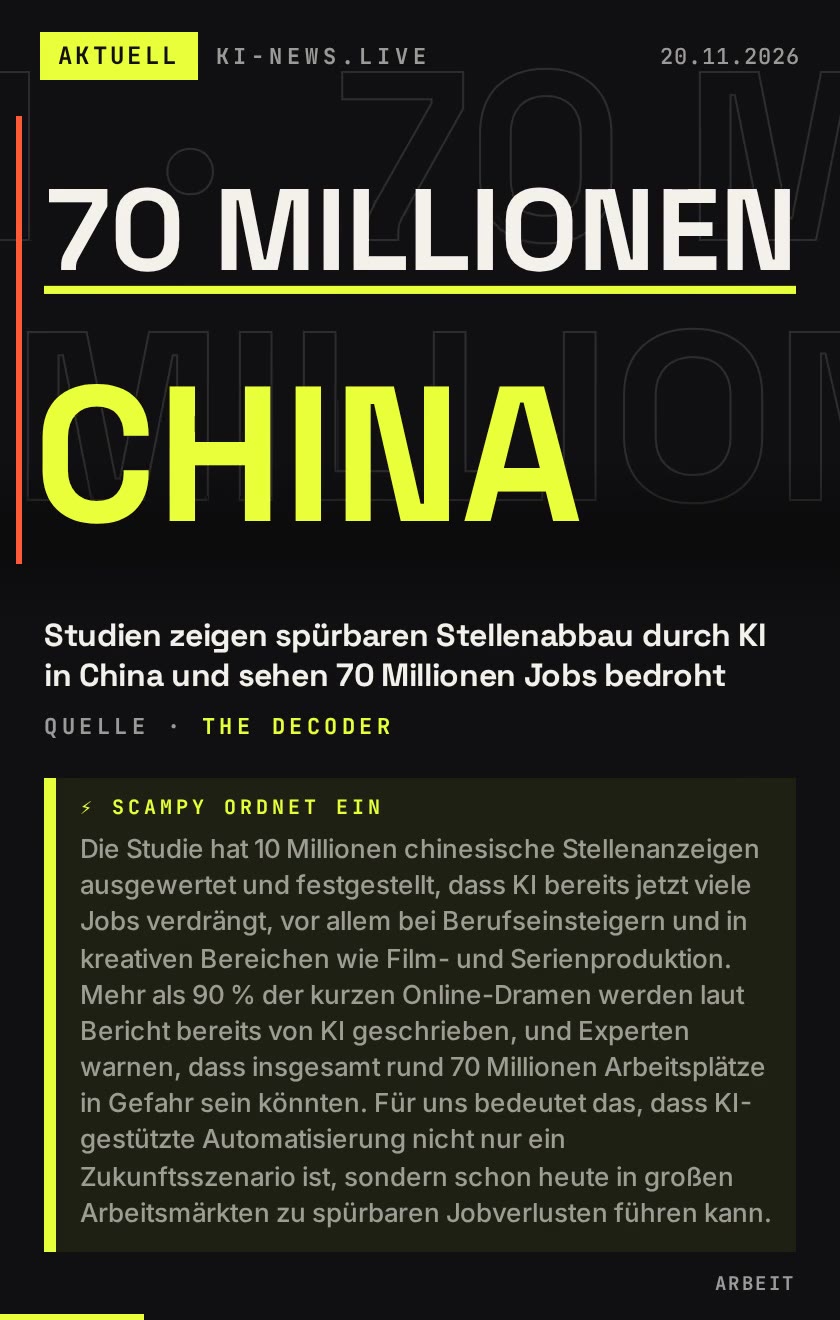 AKTUELL KI-NEWS.LIVE 20.11.2026
70 MILLIONEN
CHINA
Studien zeigen spürbaren Stellenabbau durch KI
in China und sehen 70 Millionen Jobs bedroht
QUELLE · THE DECODER
⚡ SCAMPY ORDNET EIN
Die Studie hat 10 Millionen chinesische Stellenanzeigen
ausgewertet und festgestellt, dass KI bereits jetzt viele
Jobs verdrängt, vor allem bei Berufseinsteigern und in
kreativen Bereichen wie Film- und Serienproduktion.
Mehr als 90 % der kurzen Online-Dramen werden laut
Bericht bereits von KI geschrieben, und Experten
warnen, dass insgesamt rund 70 Millionen Arbeitsplätze
in Gefahr sein könnten. Für uns bedeutet das, dass KI-
gestützte Automatisierung nicht nur ein
Zukunftsszenario ist, sondern schon heute in großen
Arbeitsmärkten zu spürbaren Jobverlusten führen kann.
ARBEIT